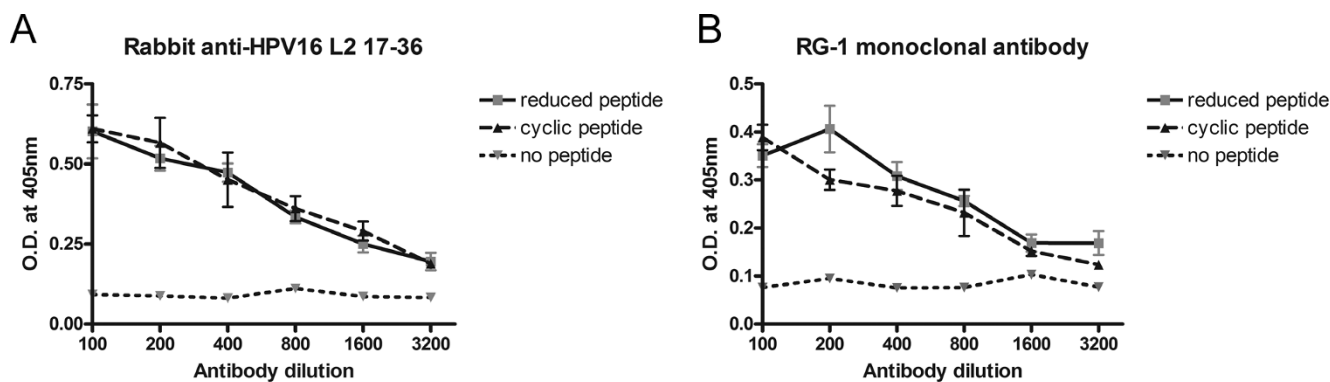 A
Rabbit anti-HPV16 L2 17-36
0.75
0.50
0.25
0.00
O.D. at 405nm
100 200 400 800 1600 3200
Antibody dilution
reduced peptide
cyclic peptide
no peptide
B
RG-1 monoclonal antibody
0.5
0.4
0.3
0.2
0.1
0.0
O.D. at 405nm
100 200 400 800 1600 3200
Antibody dilution
reduced peptide
cyclic peptide
no peptide